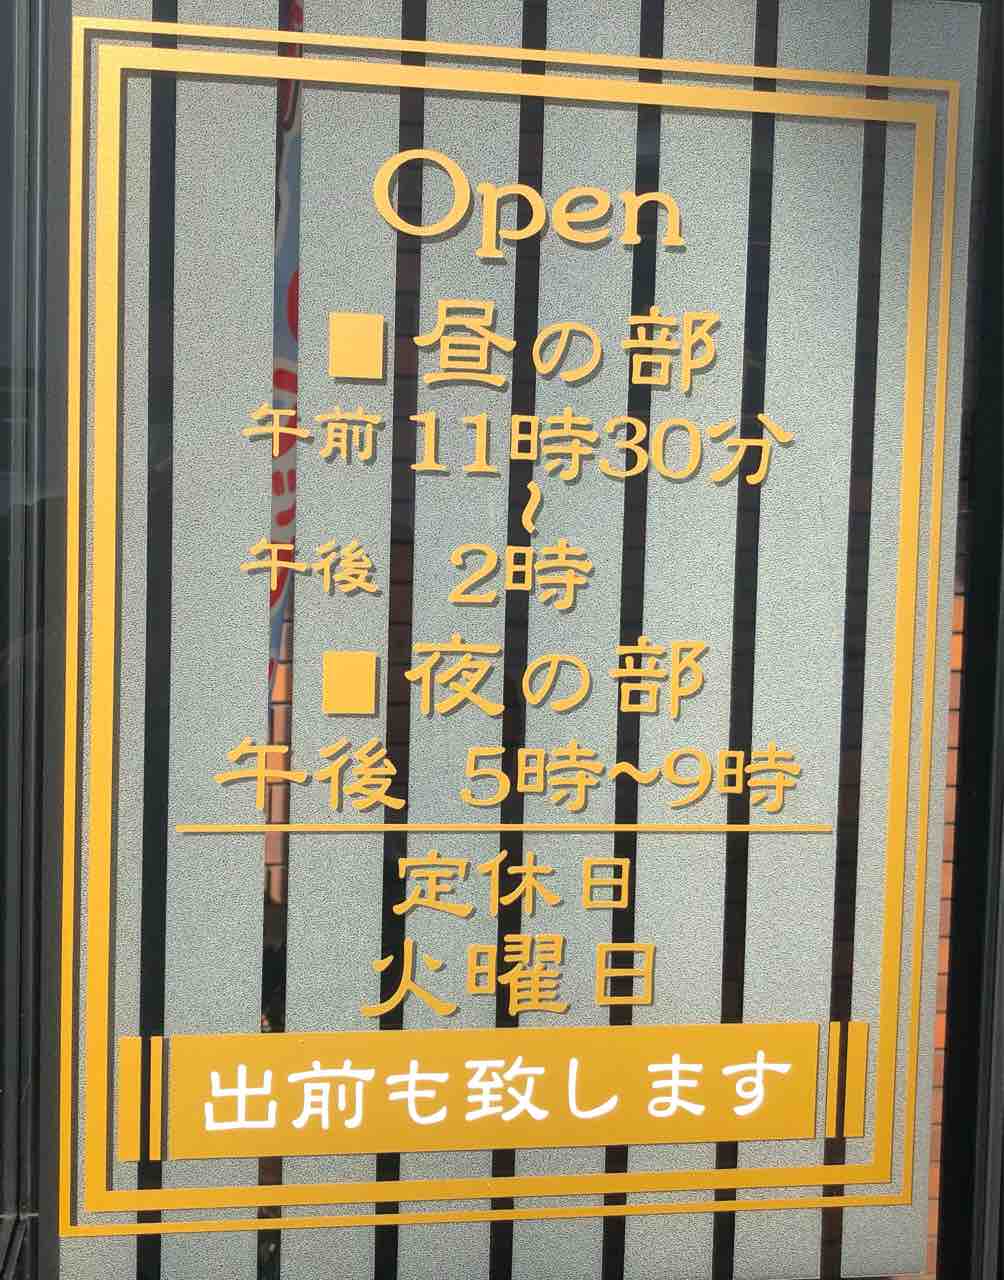 Open
■昼の部
午前 11時30分
~
午後 2時
■夜の部
午後 5時~9時
定休日
火曜日
出前も致します